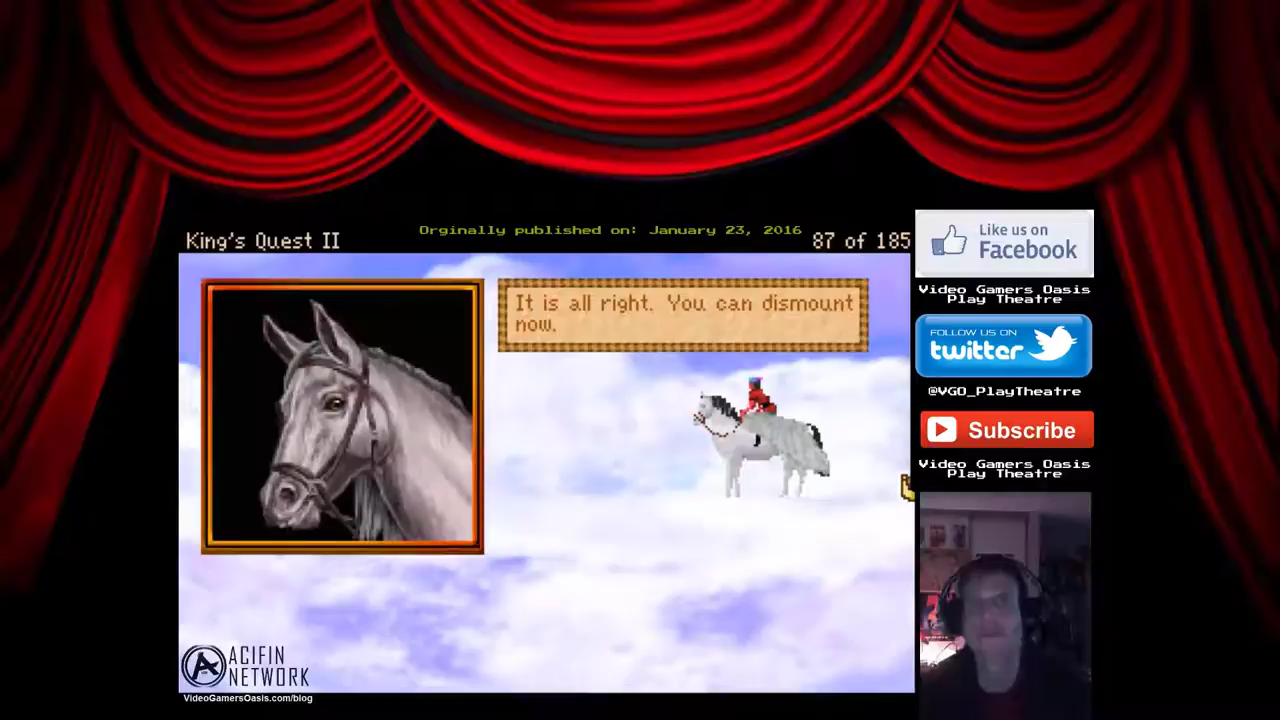 Orginally published on: January 23, 2016
King's Quest II
87 of 185
It is all right. You can dismount
now.
Like us on
Facebook
Video Gamers Oasis
Play Theatre
FOLLOW US ON
twitter
@VGO_PlayTheatre
Subscribe
Video Gamers Oasis
Play Theatre
ACIFIN
NETWORK
VideoGamersOasis.com/blog